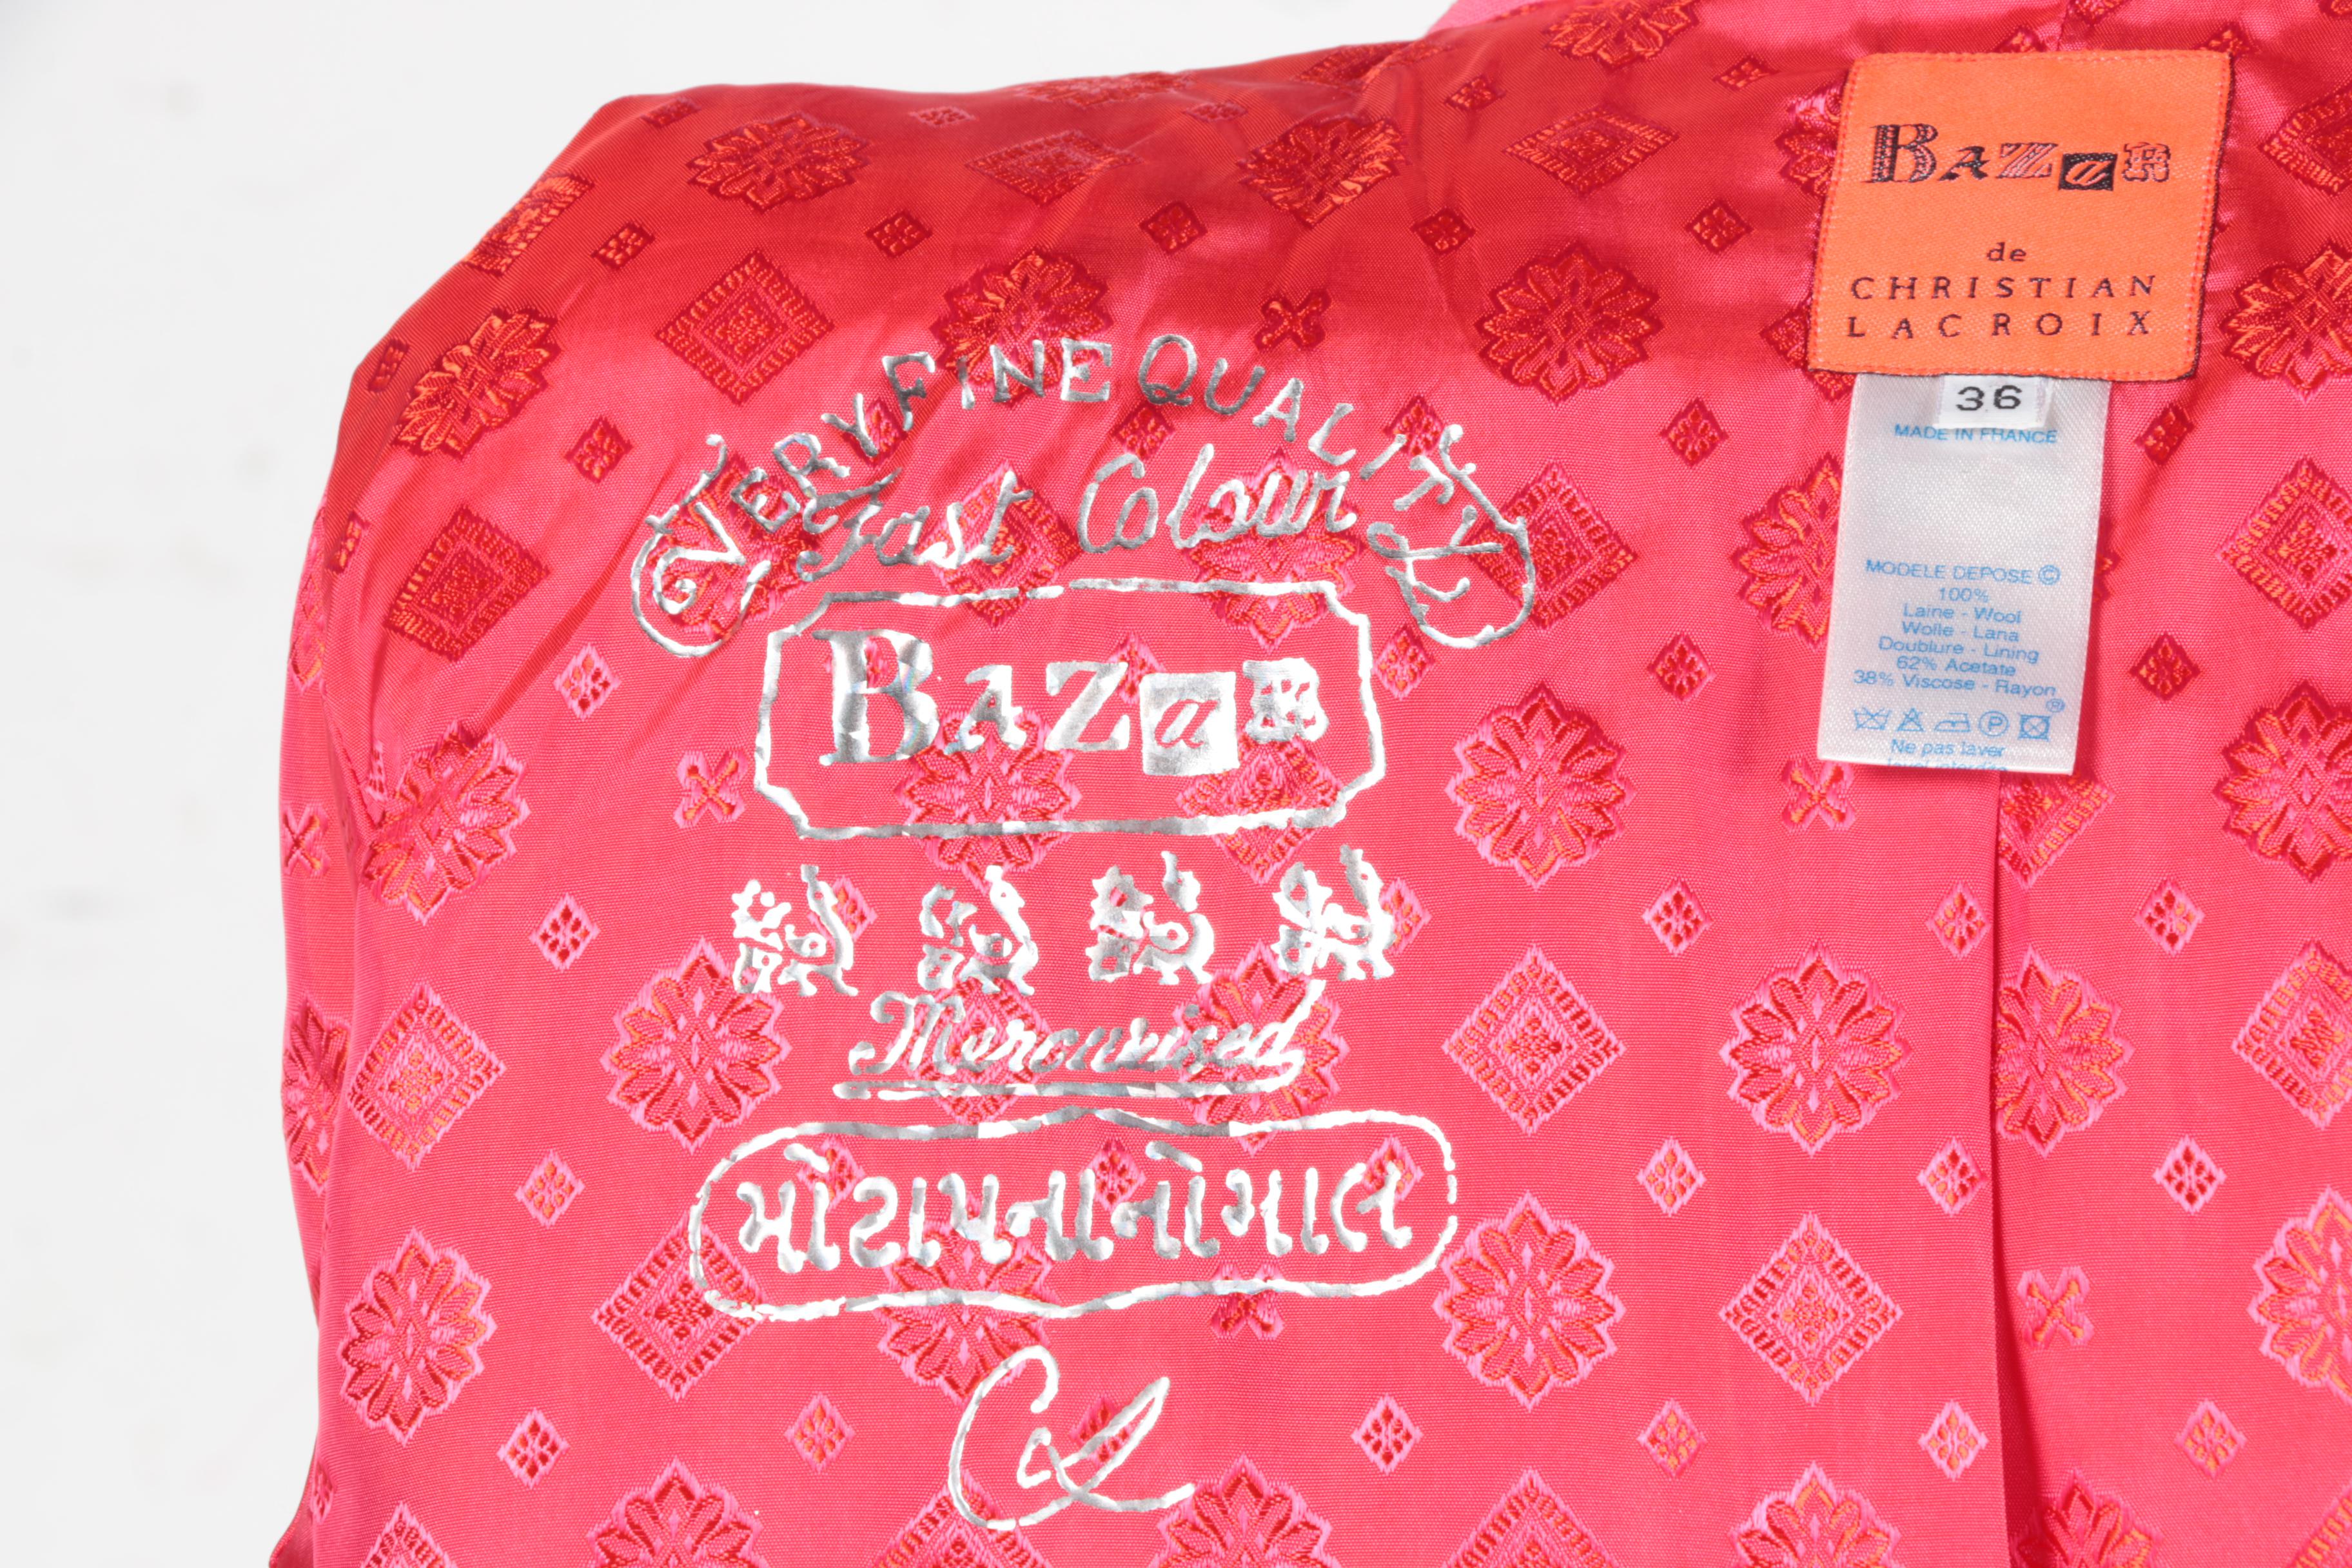 BAZaR
de
CHRISTIAN
LACROIX
36
MADE IN FRANCE
MODELE DEPOSE ©
100%
Laine - Wool
Wolle - Lana
Doublure - Lining
62% Acetate
38% Viscose - Rayon
®
Ne pas laver
VERY FINE QUALITY
Fast Colour
BAZaR
Mercurised
મોટાપનાનોમાલ
CL